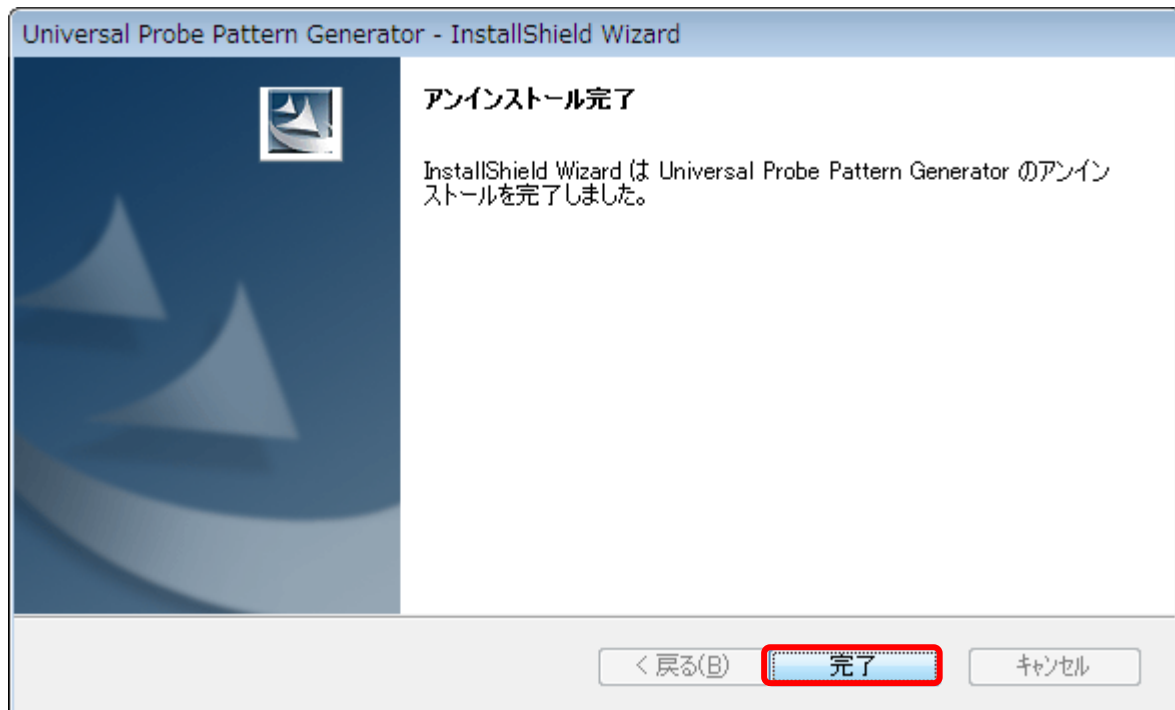 Universal Probe Pattern Generator - InstallShield Wizard
アンインストール完了
InstallShield Wizard は Universal Probe Pattern Generator のアンイン
ストールを完了しました。
< 戻る(B) 完了 キャンセル